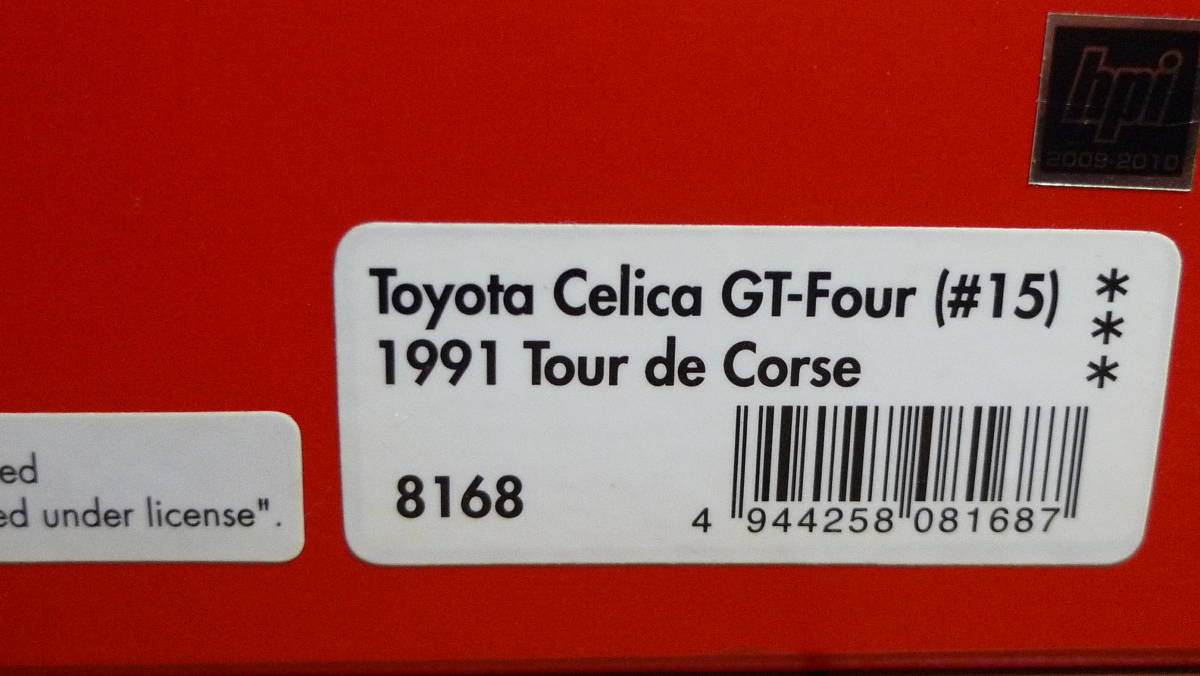 hpi
2009-2010
Toyota Celica GT-Four (#15) *
1991 Tour de Corse *
*
8168
4 944258 081687
ed
ed under license".